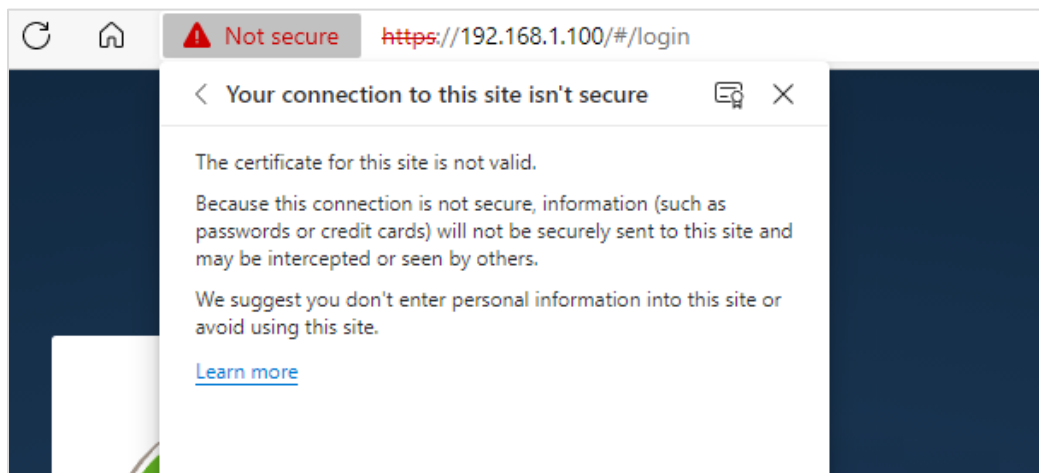 Not secure https://192.168.1.100/#/login
Your connection to this site isn't secure
The certificate for this site is not valid.
Because this connection is not secure, information (such as
passwords or credit cards) will not be securely sent to this site and
may be intercepted or seen by others.
We suggest you don't enter personal information into this site or
avoid using this site.
Learn more